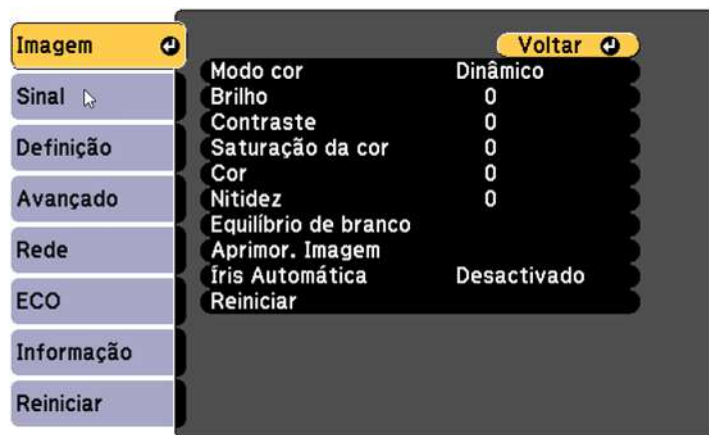 Imagem
Sinal
Definição
Avançado
Rede
ECO
Informação
Reiniciar
Voltar
Modo cor Dinâmico
Brilho 0
Contraste 0
Saturação da cor 0
Cor 0
Nitidez 0
Equilíbrio de branco
Aprimor. Imagem
Íris Automática Desactivado
Reiniciar